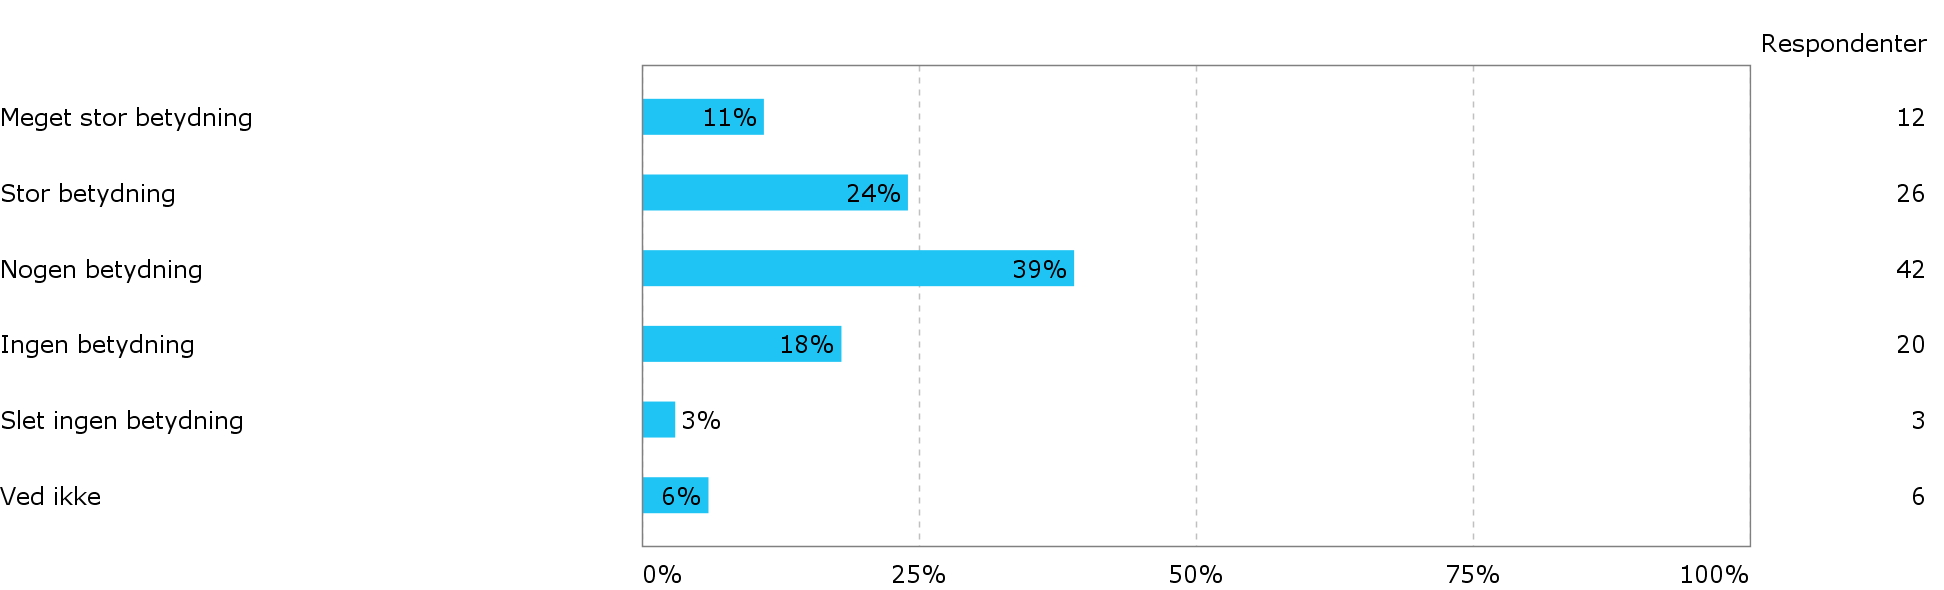 Respondenter
Meget stor betydning 11% 12
Stor betydning 24% 26
Nogen betydning 39% 42
Ingen betydning 18% 20
Slet ingen betydning 3% 3
Ved ikke 6% 6
0% 25% 50% 75% 100%